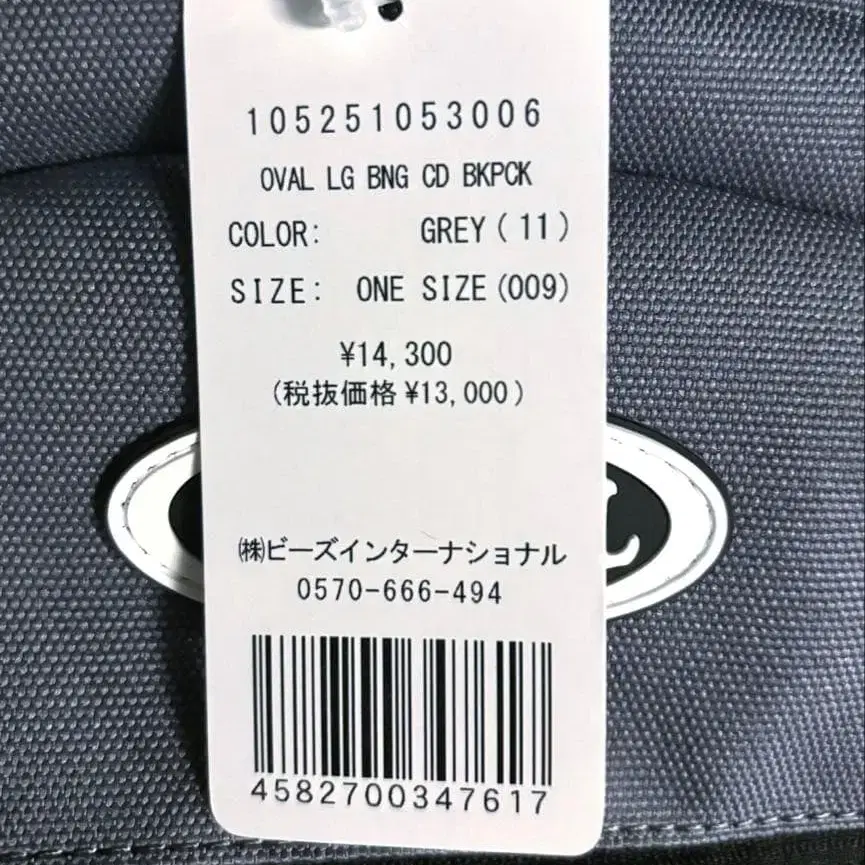 105251053006
OVAL LG BNG CD BKPCK
COLOR: GREY(11)
SIZE: ONE SIZE(009)
¥14,300
(税抜価格¥13,000)
㈱ビーズインターナショナル
0570-666-494
4582700347617